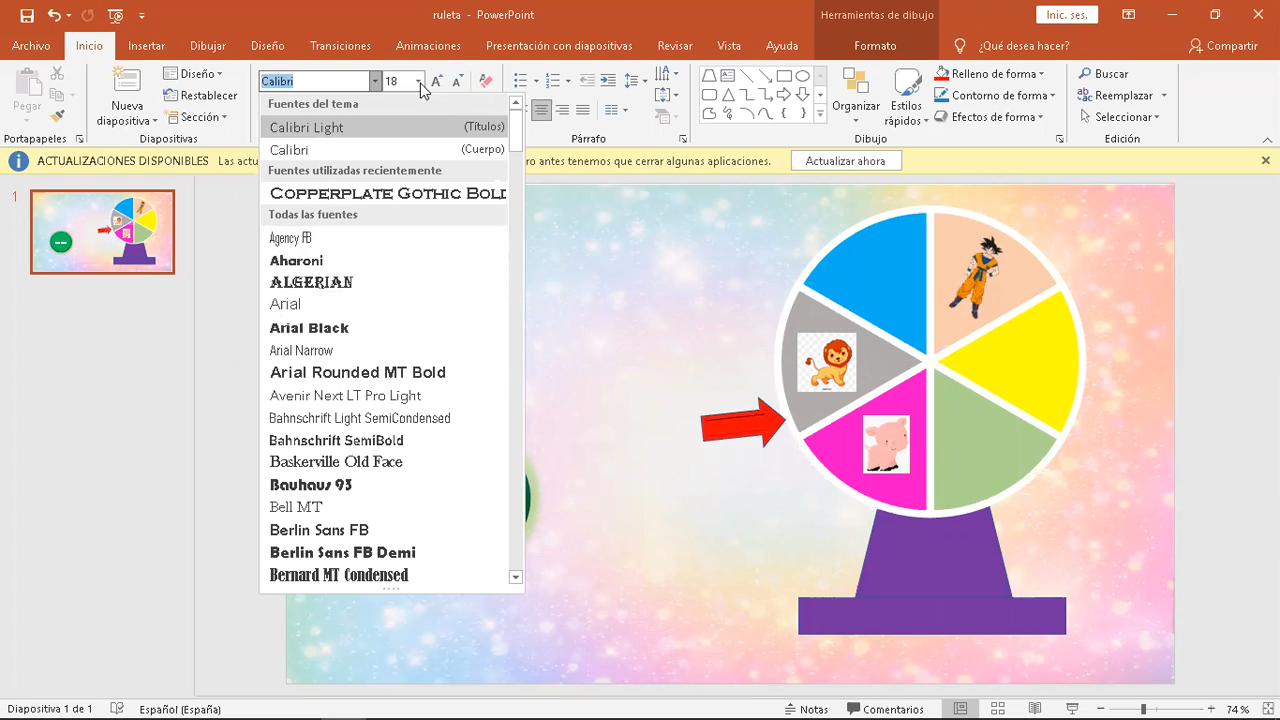 ruleta - PowerPoint
Herramientas de dibujo
Inic. ses.
Archivo
Inicio
Insertar
Dibujar
Diseño
Transiciones
Animaciones
Presentación con diapositivas
Revisar
Vista
Ayuda
Formato
¿Qué desea hacer?
Compartir
Pegar
Nueva
diapositiva
Diseño
Restablecer
Sección
Calibri
18
Organizar
Estilos
rápidos
Relleno de forma
Contorno de forma
Efectos de forma
Buscar
Reemplazar
Seleccionar
Portapapeles
Diapositivas
Párrafo
Dibujo
Edición
ACTUALIZACIONES DISPONIBLES
Las actu
ro antes tenemos que cerrar algunas aplicaciones.
Actualizar ahora
Fuentes del tema
Calibri Light (Títulos)
Calibri (Cuerpo)
Fuentes utilizadas recientemente
Copperplate Gothic Bold
Todas las fuentes
Agency FB
Aharoni
ALGERIAN
Arial
Arial Black
Arial Narrow
Arial Rounded MT Bold
Avenir Next LT Pro Light
Bahnschrift Light SemiCondensed
Bahnschrift SemiBold
Baskerville Old Face
Bauhaus 93
Bell MT
Berlin Sans FB
Berlin Sans FB Demi
Bernard MT Condensed
1
Diapositiva 1 de 1
Español (España)
Notas
Comentarios
74 %